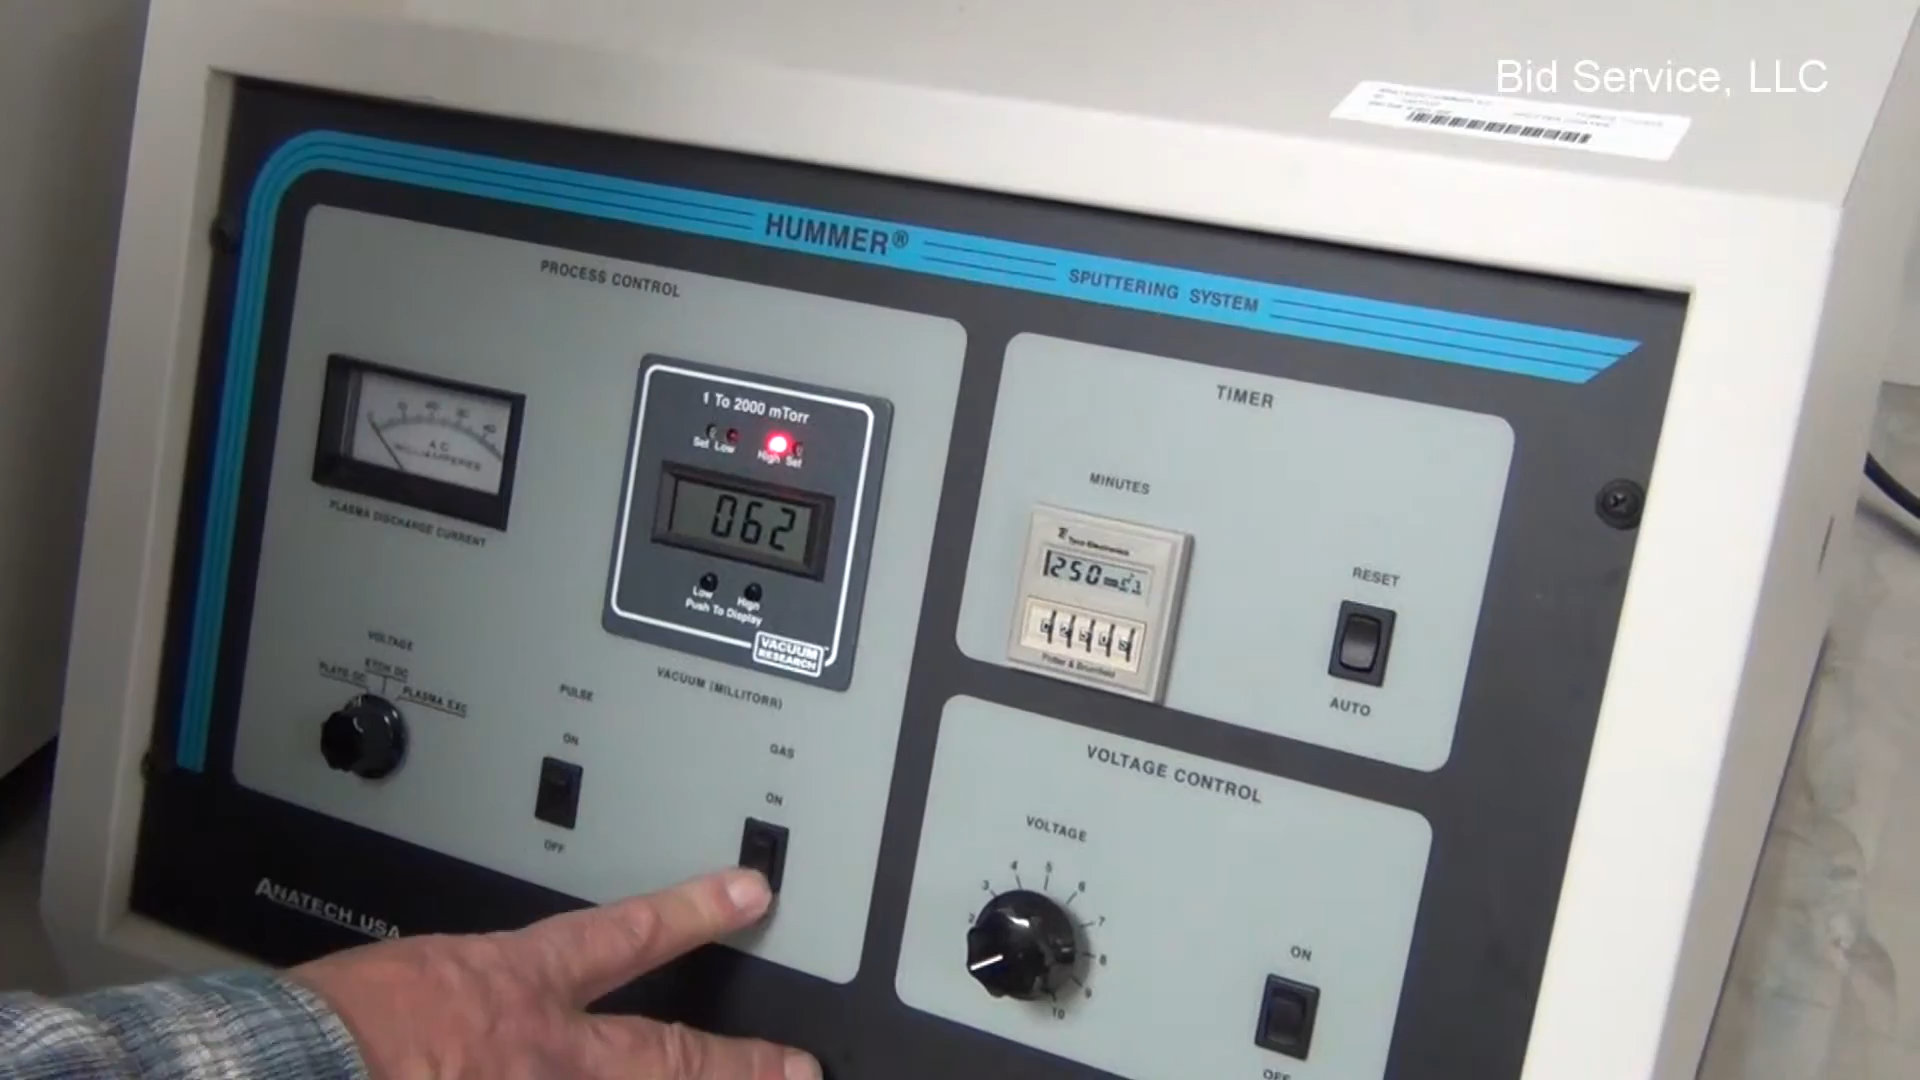 Bid Service, LLC
HUMMER®
SPUTTERING SYSTEM
PROCESS CONTROL
A.C.
MILLIAMPERES
PLASMA DISCHARGE CURRENT
1 To 2000 mTorr
Set Low
High Set
062
Low
High
Push To Display
VACUUM
RESEARCH
VACUUM (MILLITORR)
VOLTAGE
PLATE DC
ETCH DC
PLASMA EXC
PULSE
ON
OFF
GAS
ON
ANATECH USA
TIMER
MINUTES
Tyco Electronics
250
Potter & Brumfield
RESET
AUTO
VOLTAGE CONTROL
VOLTAGE
2 3 4 5 6 7 8 9 10
ON
OFF